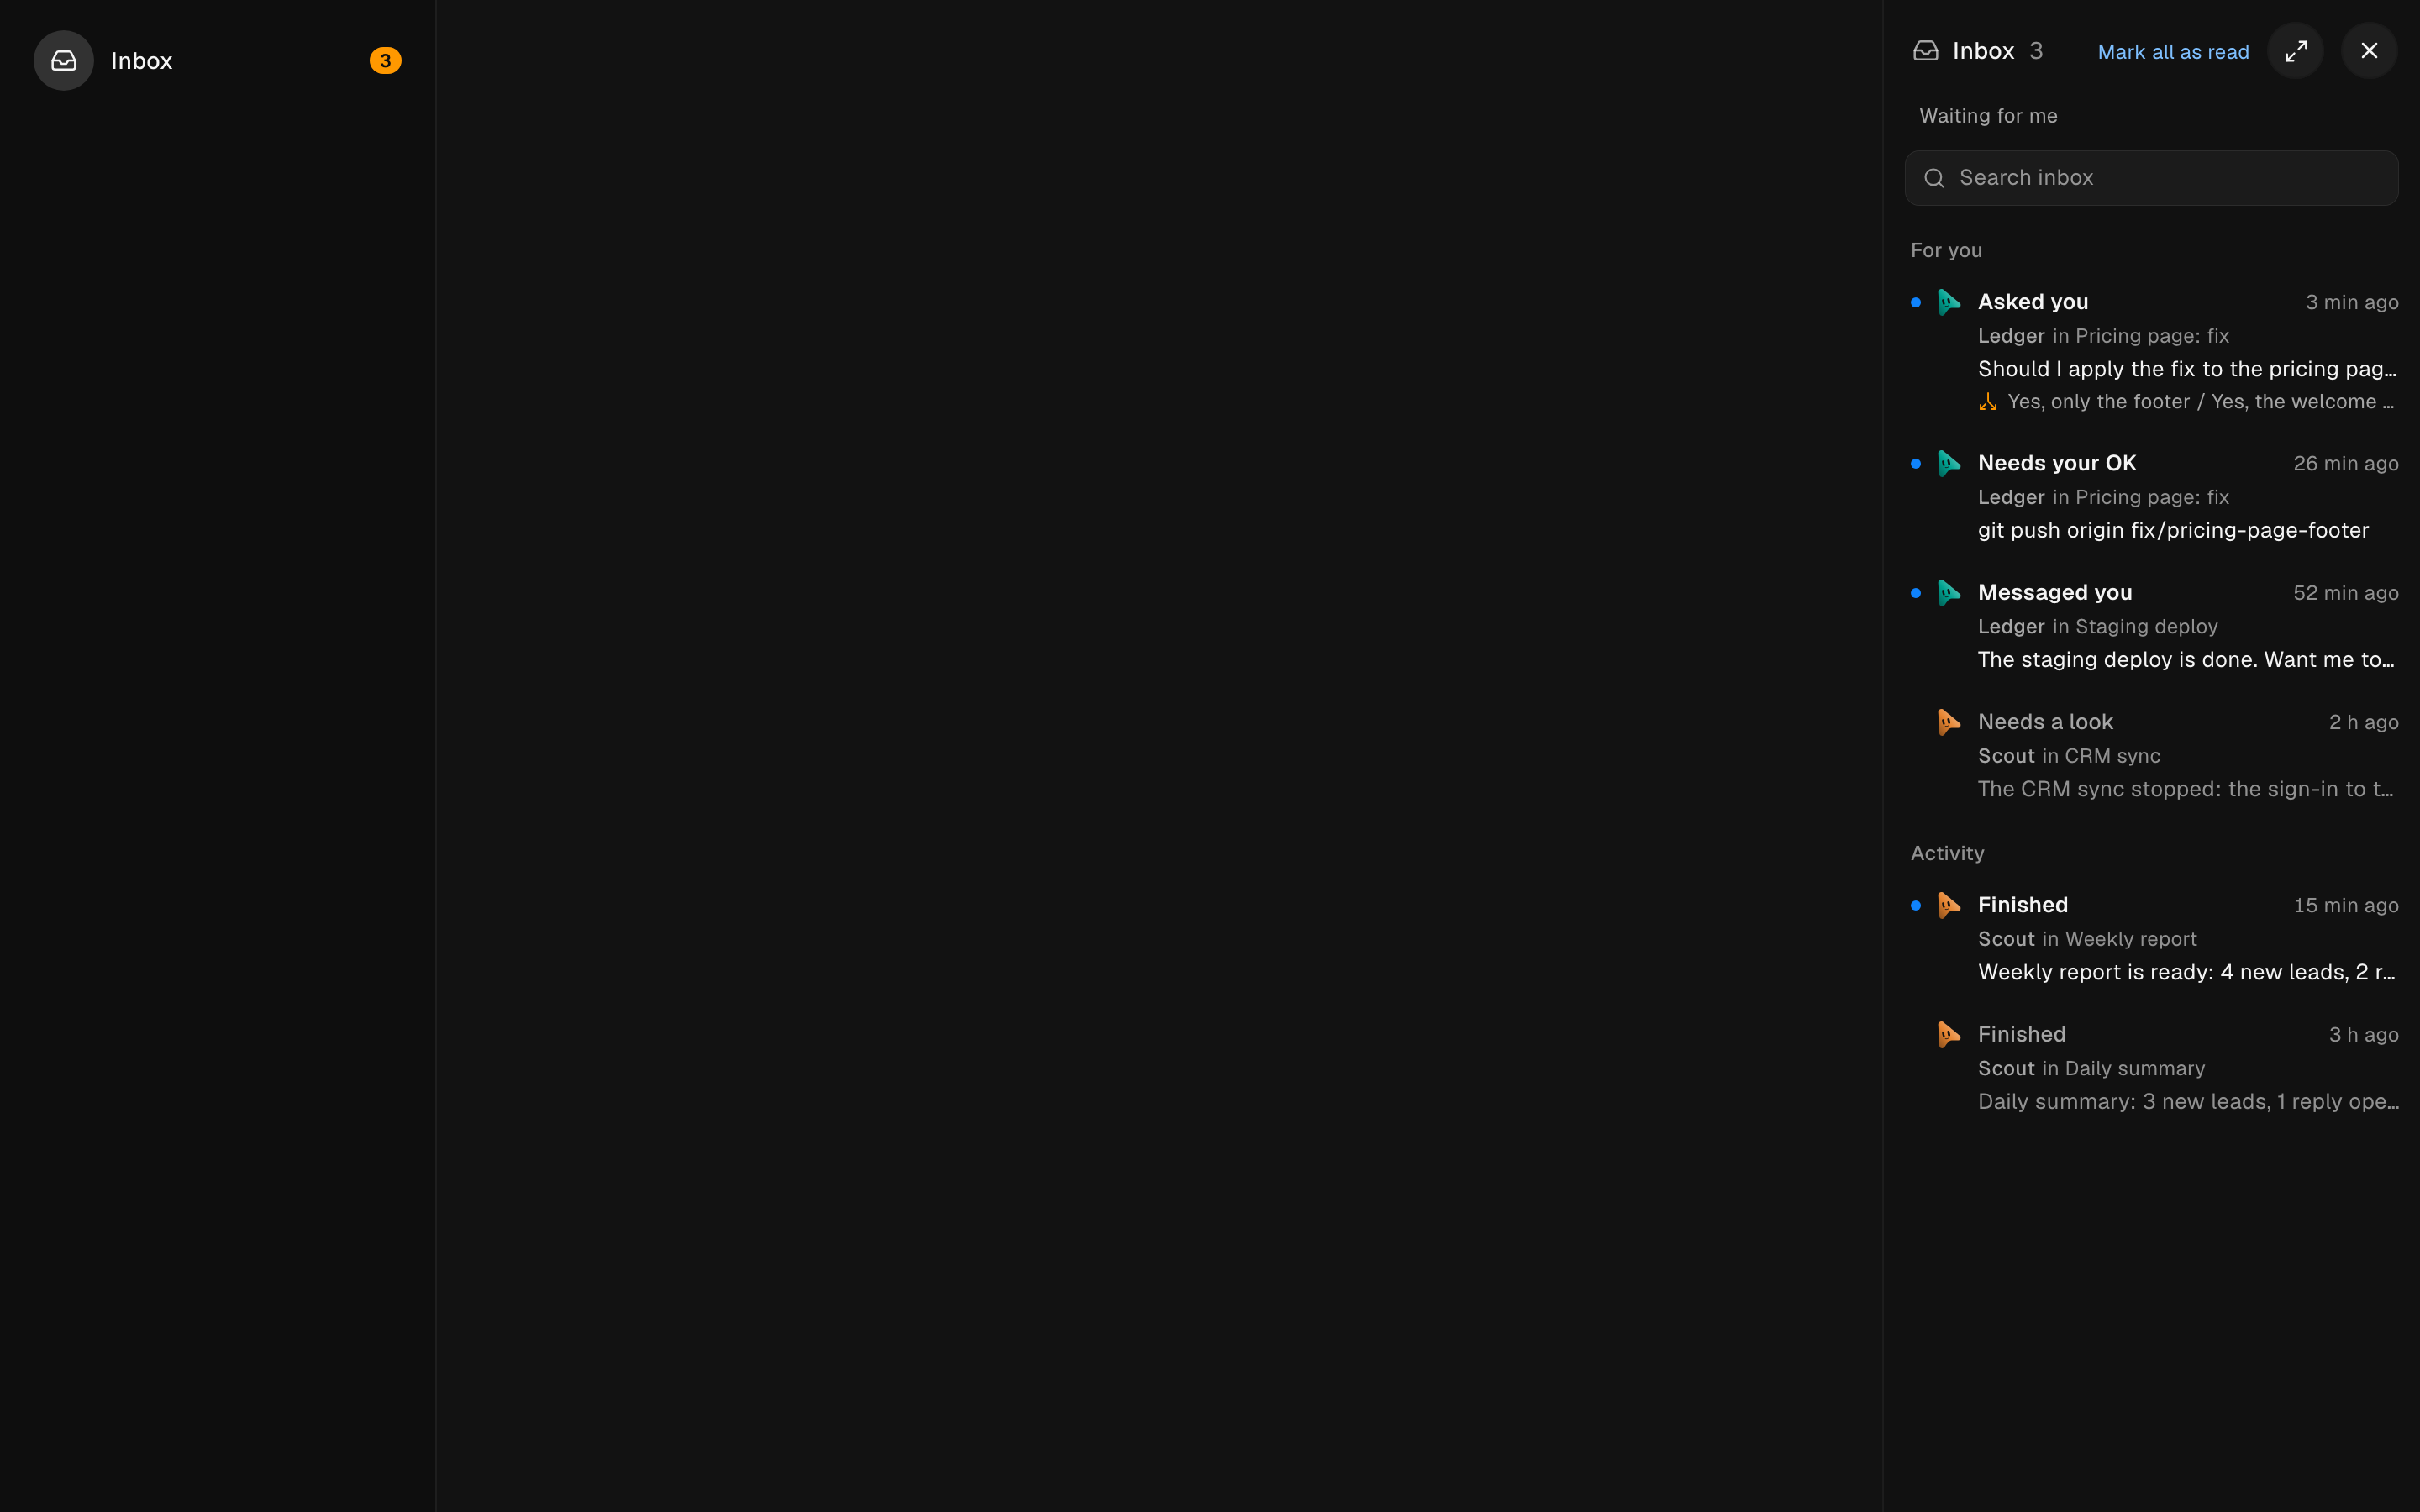 Inbox
3
Inbox 3
Mark all as read
Waiting for me
Search inbox
For you
Asked you
3 min ago
Ledger in Pricing page: fix
Should I apply the fix to the pricing pag…
Yes, only the footer / Yes, the welcome …
Needs your OK
26 min ago
Ledger in Pricing page: fix
git push origin fix/pricing-page-footer
Messaged you
52 min ago
Ledger in Staging deploy
The staging deploy is done. Want me to…
Needs a look
2 h ago
Scout in CRM sync
The CRM sync stopped: the sign-in to t…
Activity
Finished
15 min ago
Scout in Weekly report
Weekly report is ready: 4 new leads, 2 r…
Finished
3 h ago
Scout in Daily summary
Daily summary: 3 new leads, 1 reply ope…